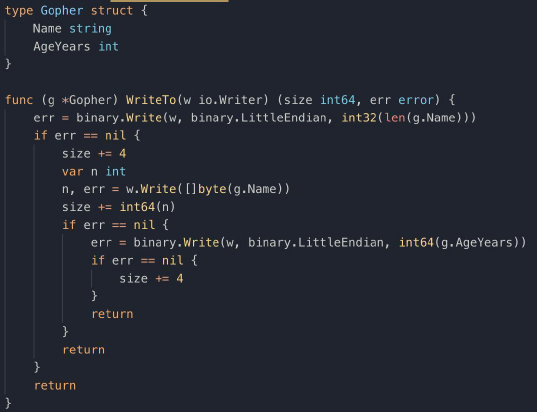 type Gopher struct {
    Name string
    AgeYears int
}

func (g *Gopher) WriteTo(w io.Writer) (size int64, err error) {
    err = binary.Write(w, binary.LittleEndian, int32(len(g.Name)))
    if err == nil {
        size += 4
        var n int
        n, err = w.Write([]byte(g.Name))
        size += int64(n)
        if err == nil {
            err = binary.Write(w, binary.LittleEndian, int64(g.AgeYears))
            if err == nil {
                size += 4
            }
            return
        }
        return
    }
    return
}